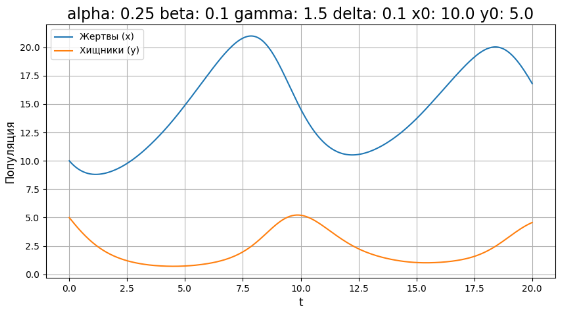 alpha: 0.25 beta: 0.1 gamma: 1.5 delta: 0.1 x0: 10.0 y0: 5.0
Жертвы (x)
Хищники (y)
Популяция
20.0
17.5
15.0
12.5
10.0
7.5
5.0
2.5
0.0
0.0 2.5 5.0 7.5 10.0 12.5 15.0 17.5 20.0
t